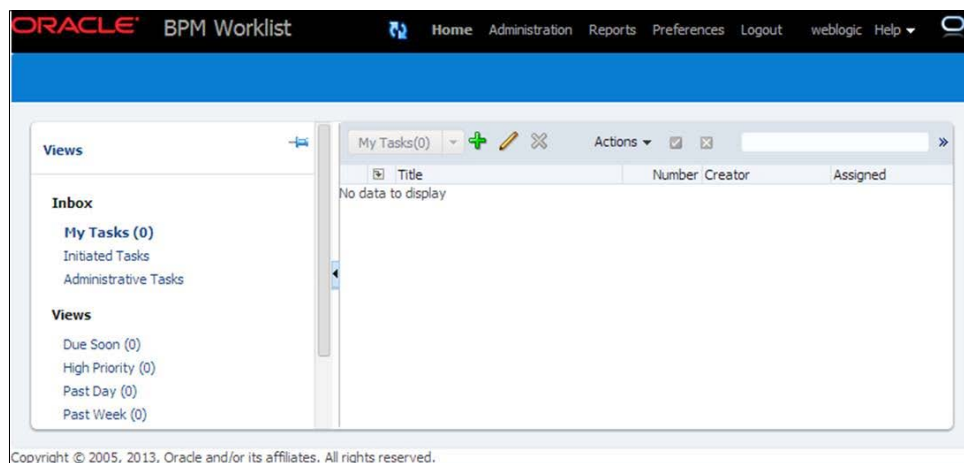 ORACLE BPM Worklist Home Administration Reports Preferences Logout weblogic Help
Views
My Tasks(0) Actions
Title Number Creator Assigned
No data to display
Inbox
My Tasks (0)
Initiated Tasks
Administrative Tasks
Views
Due Soon (0)
High Priority (0)
Past Day (0)
Past Week (0)
Copyright © 2005, 2013, Oracle and/or its affiliates. All rights reserved.